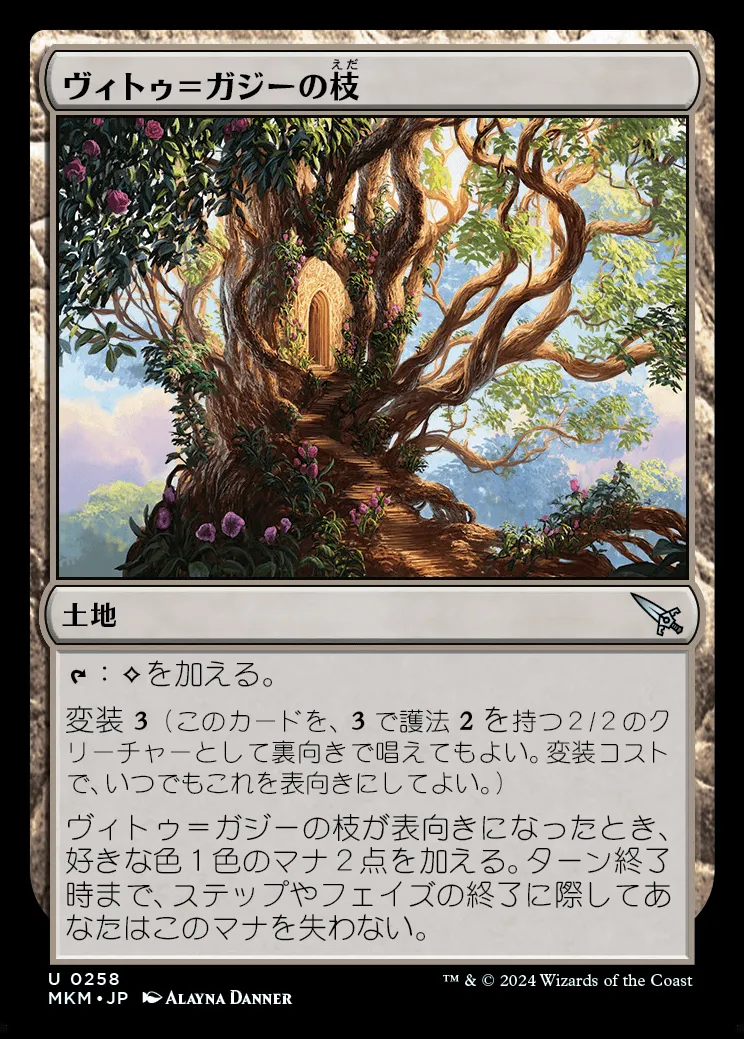 ヴィトゥ＝ガジーの枝
えだ
土地
：を加える。
変装 3（このカードを、3で護法 2 を持つ2/2のク
リーチャーとして裏向きで唱えてもよい。変装コスト
で、いつでもこれを表向きにしてよい。）
ヴィトゥ＝ガジーの枝が表向きになったとき、
好きな色１色のマナ２点を加える。ターン終了
時まで、ステップやフェイズの終了に際してあ
なたはこのマナを失わない。
U 0258
MKM • JP ALAYNA DANNER
™ & © 2024 Wizards of the Coast